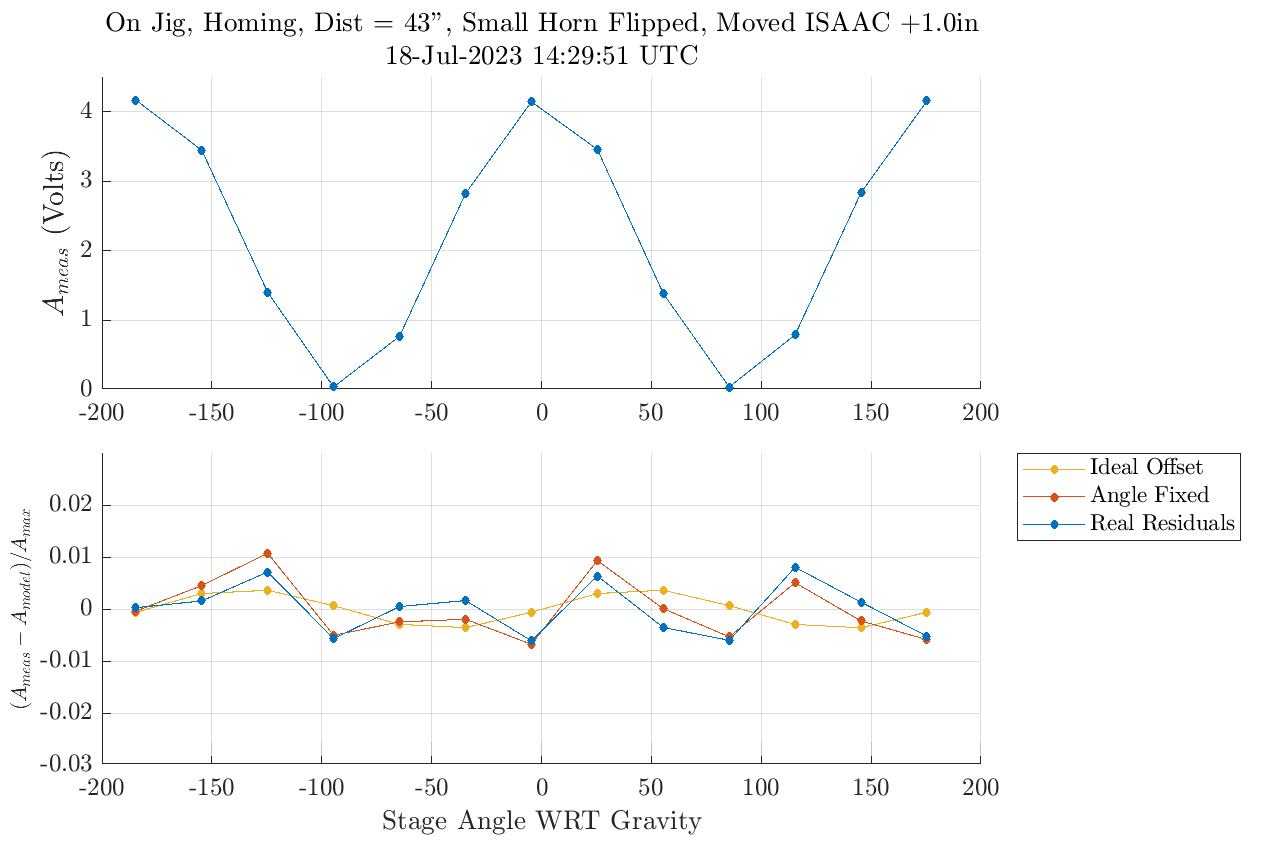 On Jig, Homing, Dist = 43”, Small Horn Flipped, Moved ISAAC +1.0in
18-Jul-2023 14:29:51 UTC
A_meas (Volts)
4
3
2
1
0
-200 -150 -100 -50 0 50 100 150 200
(A_meas − A_model)/A_max
0.02
0.01
0
-0.01
-0.02
-0.03
-200 -150 -100 -50 0 50 100 150 200
Stage Angle WRT Gravity
Ideal Offset
Angle Fixed
Real Residuals